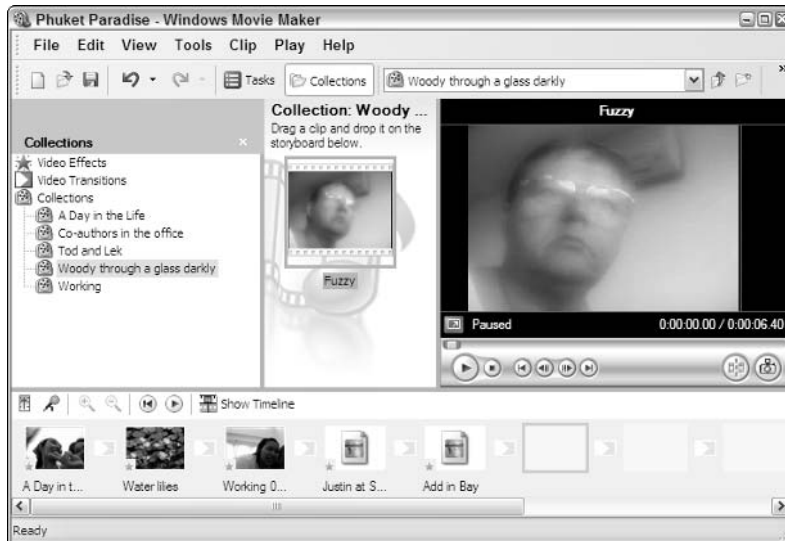 Phuket Paradise - Windows Movie Maker
File Edit View Tools Clip Play Help
Tasks Collections Woody through a glass darkly »
Collections ×
Video Effects
Video Transitions
Collections
A Day in the Life
Co-authors in the office
Tod and Lek
Woody through a glass darkly
Working
Collection: Woody ...
Drag a clip and drop it on the
storyboard below.
Fuzzy
Fuzzy
Paused 0:00:00.00 / 0:00:06.40
Show Timeline
A Day in t... Water lilies Working 0... Justin at S... Add in Bay
Ready